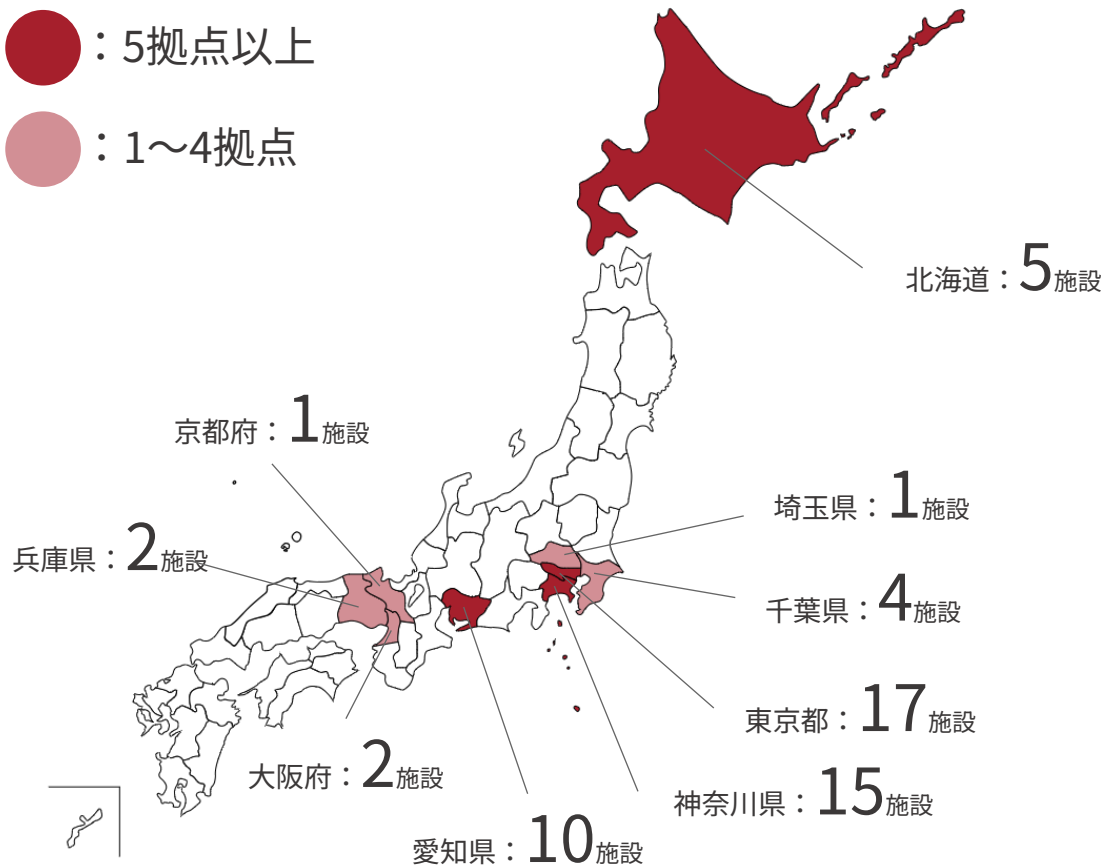 ：5拠点以上
：1〜4拠点
北海道：5施設
京都府：1施設
埼玉県：1施設
兵庫県：2施設
千葉県：4施設
東京都：17施設
大阪府：2施設
神奈川県：15施設
愛知県：10施設